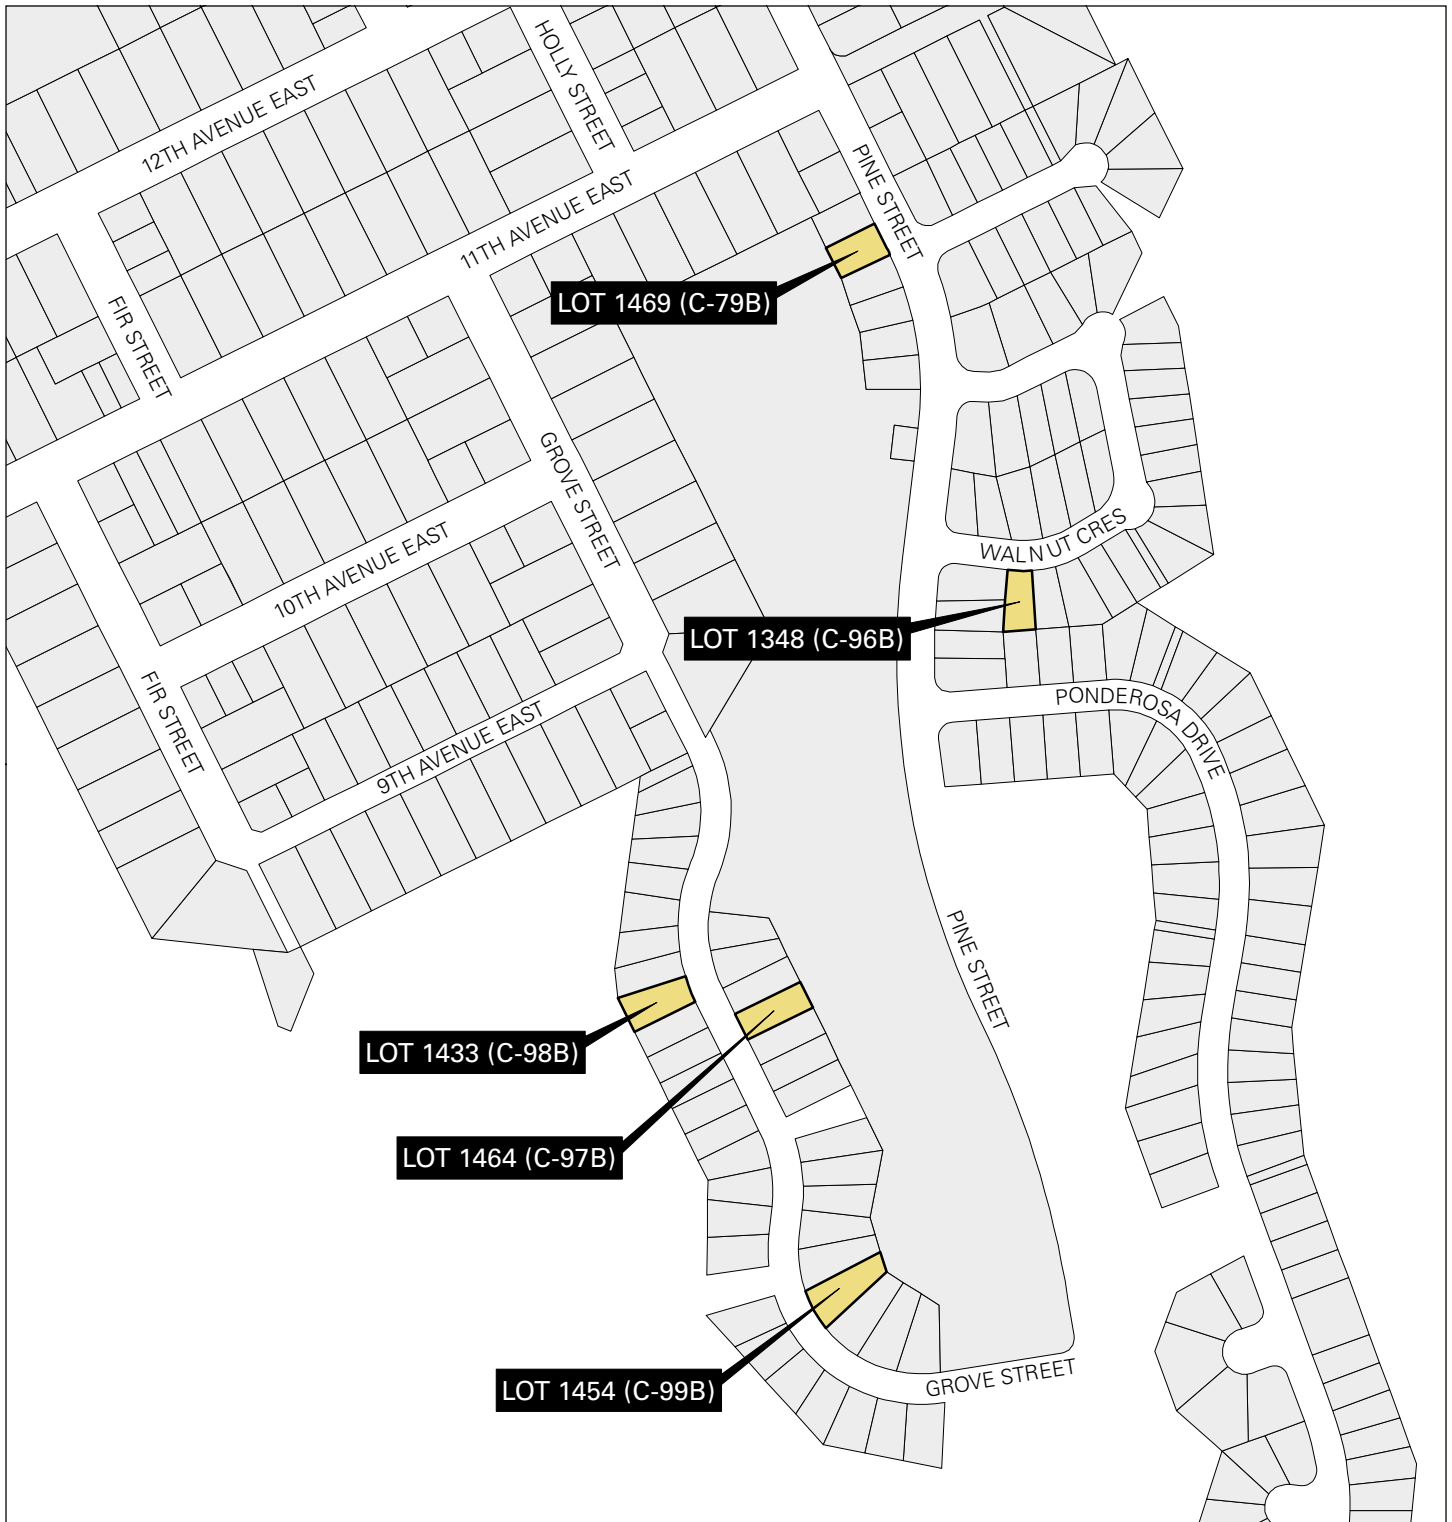 HOLLY STREET
12TH AVENUE EAST
PINE STREET
11TH AVENUE EAST
LOT 1469 (C-79B)
FIR STREET
GROVE STREET
WALNUT CRES
10TH AVENUE EAST
LOT 1348 (C-96B)
PONDEROSA DRIVE
FIR STREET
9TH AVENUE EAST
PINE STREET
LOT 1433 (C-98B)
LOT 1464 (C-97B)
LOT 1454 (C-99B)
GROVE STREET